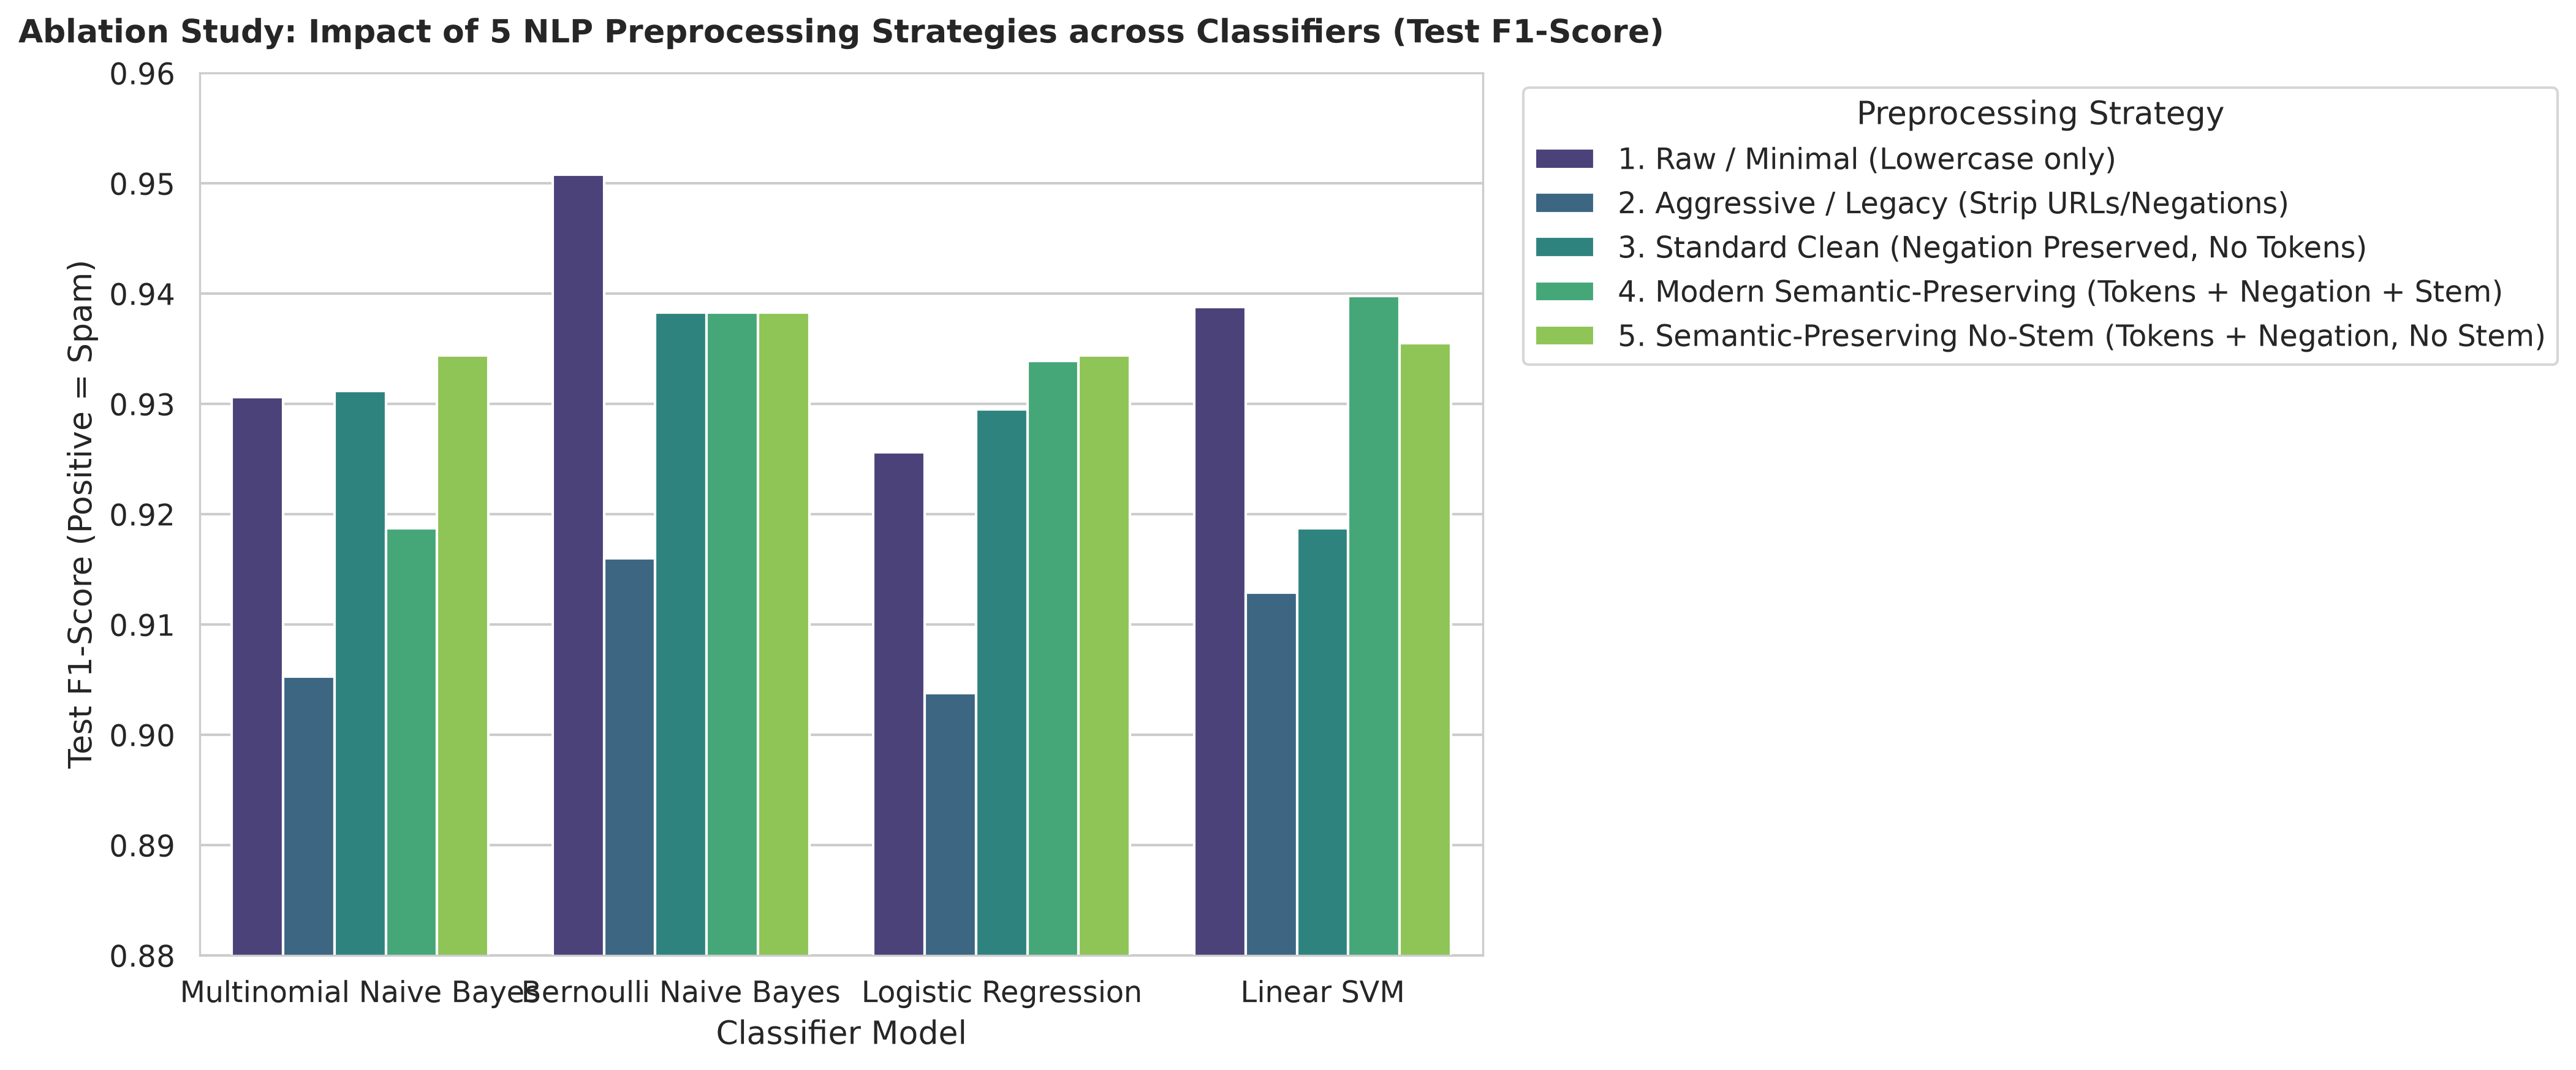 Ablation Study: Impact of 5 NLP Preprocessing Strategies across Classifiers (Test F1-Score)
0.96
0.95
0.94
0.93
0.92
0.91
0.90
0.89
0.88
Test F1-Score (Positive = Spam)
Multinomial Naive Bayes
Bernoulli Naive Bayes
Logistic Regression
Linear SVM
Classifier Model
Preprocessing Strategy
1. Raw / Minimal (Lowercase only)
2. Aggressive / Legacy (Strip URLs/Negations)
3. Standard Clean (Negation Preserved, No Tokens)
4. Modern Semantic-Preserving (Tokens + Negation + Stem)
5. Semantic-Preserving No-Stem (Tokens + Negation, No Stem)